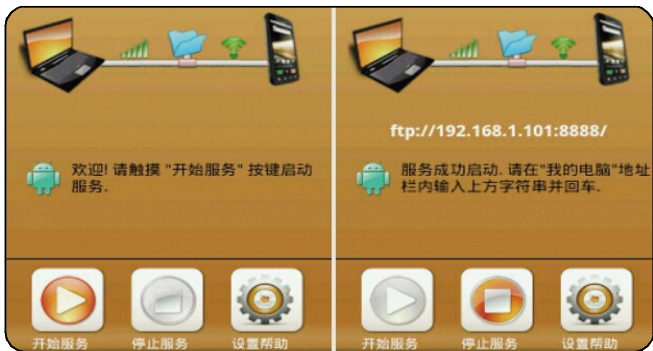 欢迎! 请触摸 "开始服务" 按键启动
服务.
开始服务
停止服务
设置帮助
ftp://192.168.1.101:8888/
服务成功启动. 请在"我的电脑"地址
栏内输入上方字符串并回车.
开始服务
停止服务
设置帮助